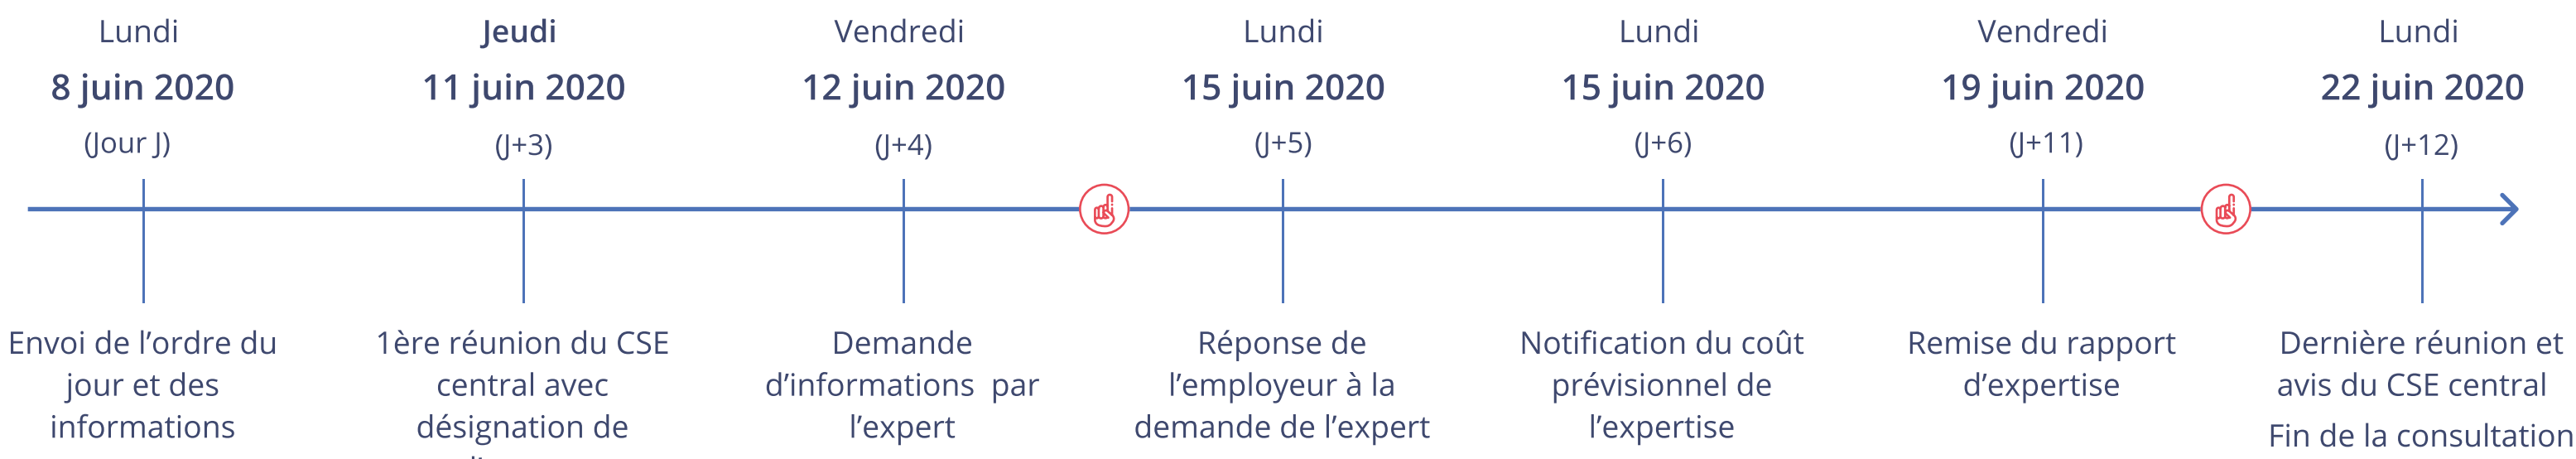 Lundi
8 juin 2020
(Jour J)
Envoi de l’ordre du
jour et des
informations
Jeudi
11 juin 2020
(J+3)
1ère réunion du CSE
central avec
désignation de
Vendredi
12 juin 2020
(J+4)
Demande
d’informations  par
l’expert
Lundi
15 juin 2020
(J+5)
Réponse de
l’employeur à la
demande de l’expert
Lundi
15 juin 2020
(J+6)
Notification du coût
prévisionnel de
l’expertise
Vendredi
19 juin 2020
(J+11)
Remise du rapport
d’expertise
Lundi
22 juin 2020
(J+12)
Dernière réunion et
avis du CSE central
Fin de la consultation